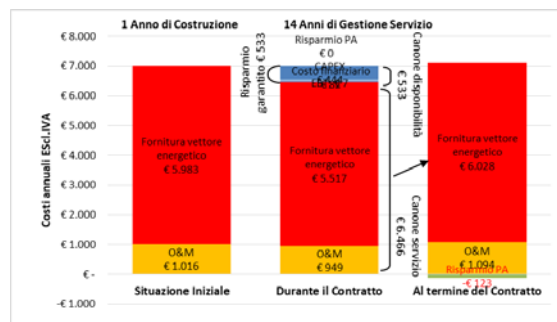 1 Anno di Costruzione
14 Anni di Gestione Servizio
€ 8.000
€ 7.000
€ 6.000
€ 5.000
€ 4.000
€ 3.000
€ 2.000
€ 1.000
€ -
-€ 1.000
Costi annuali EScl.IVA
Fornitura vettore
energetico
€ 5.983
O&M
€ 1.016
Situazione Iniziale
Risparmio
garantito € 533
Risparmio PA
€ 0
CAPEX
Costo finanziario
Fornitura vettore
energetico
€ 5.517
O&M
€ 949
Durante il Contratto
€ 533
Canone disponibilità
Canone servizio
€ 6.466
Fornitura vettore
energetico
€ 6.028
O&M
€ 1.094
Risparmio PA
-€ 123
Al termine del Contratto